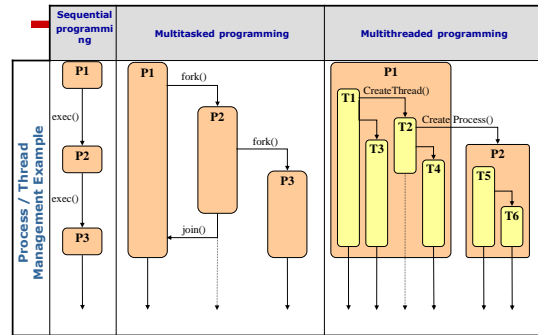 Sequential
programmi
ng
Multitasked programming
Multithreaded programming
Process / Thread
Management Example
P1
exec()
P2
exec()
P3
P1
fork()
P2
fork()
P3
join()
P1
CreateThread()
T1
T2
Create Process()
T3
T4
P2
T5
T6